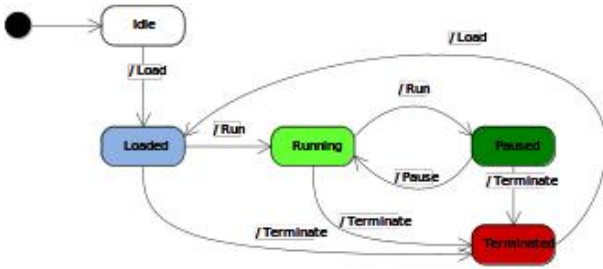 Idle
/ Load
/ Load
/ Run
/ Run
Loaded
Running
Paused
/ Pause
/ Terminate
/ Terminate
/ Terminate
Terminated